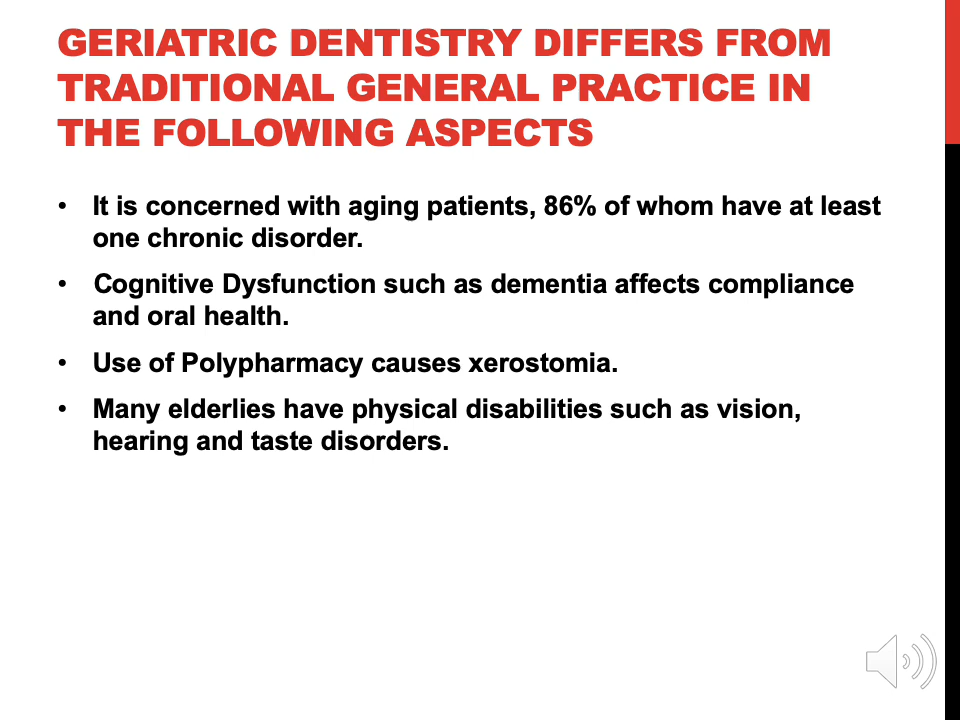 GERIATRIC DENTISTRY DIFFERS FROM
TRADITIONAL GENERAL PRACTICE IN
THE FOLLOWING ASPECTS
• It is concerned with aging patients, 86% of whom have at least
one chronic disorder.
• Cognitive Dysfunction such as dementia affects compliance
and oral health.
• Use of Polypharmacy causes xerostomia.
• Many elderlies have physical disabilities such as vision,
hearing and taste disorders.